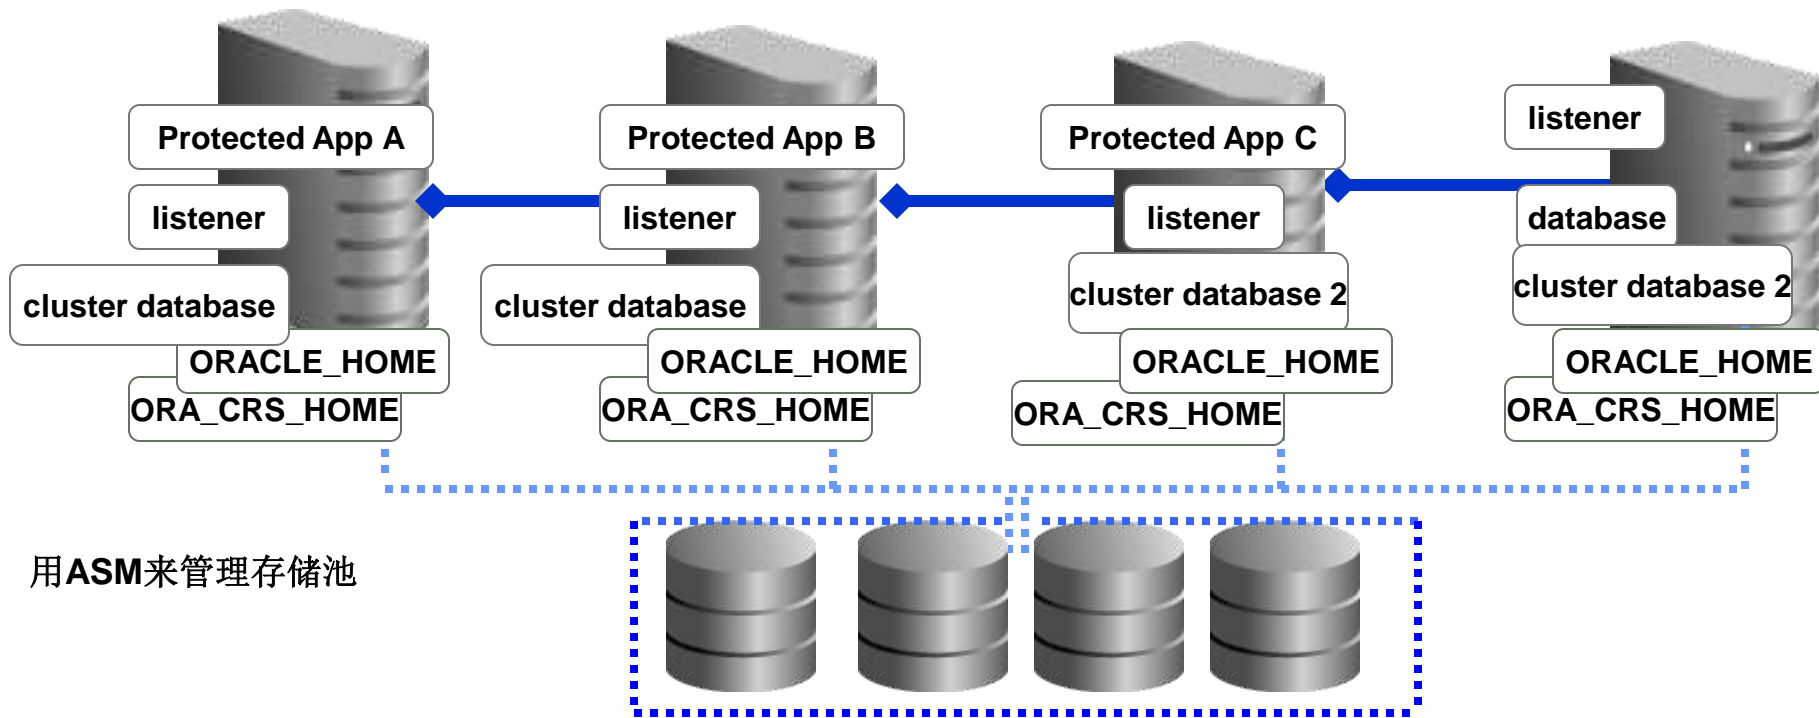 Protected App A
listener
cluster database
ORACLE_HOME
ORA_CRS_HOME
Protected App B
listener
cluster database
ORACLE_HOME
ORA_CRS_HOME
Protected App C
listener
cluster database 2
ORACLE_HOME
ORA_CRS_HOME
listener
database
cluster database 2
ORACLE_HOME
ORA_CRS_HOME
用ASM来管理存储池